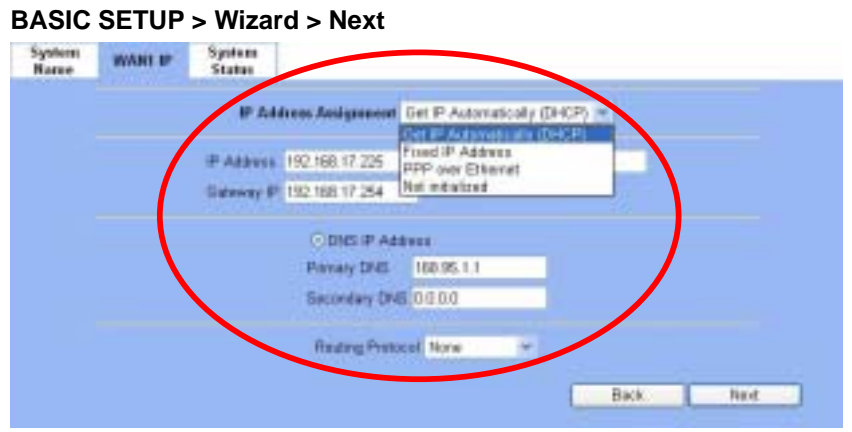 BASIC SETUP > Wizard > Next
System Name
WAN1 IP
System Status
IP Address Assignment Get IP Automatically (DHCP)
Get IP Automatically (DHCP)
Fixed IP Address
PPP over Ethernet
Not initialized
IP Address 192.168.17.225
Gateway IP 192.168.17.254
DNS IP Address
Primary DNS 168.95.1.1
Secondary DNS 0.0.0.0
Routing Protocol None
Back
Next